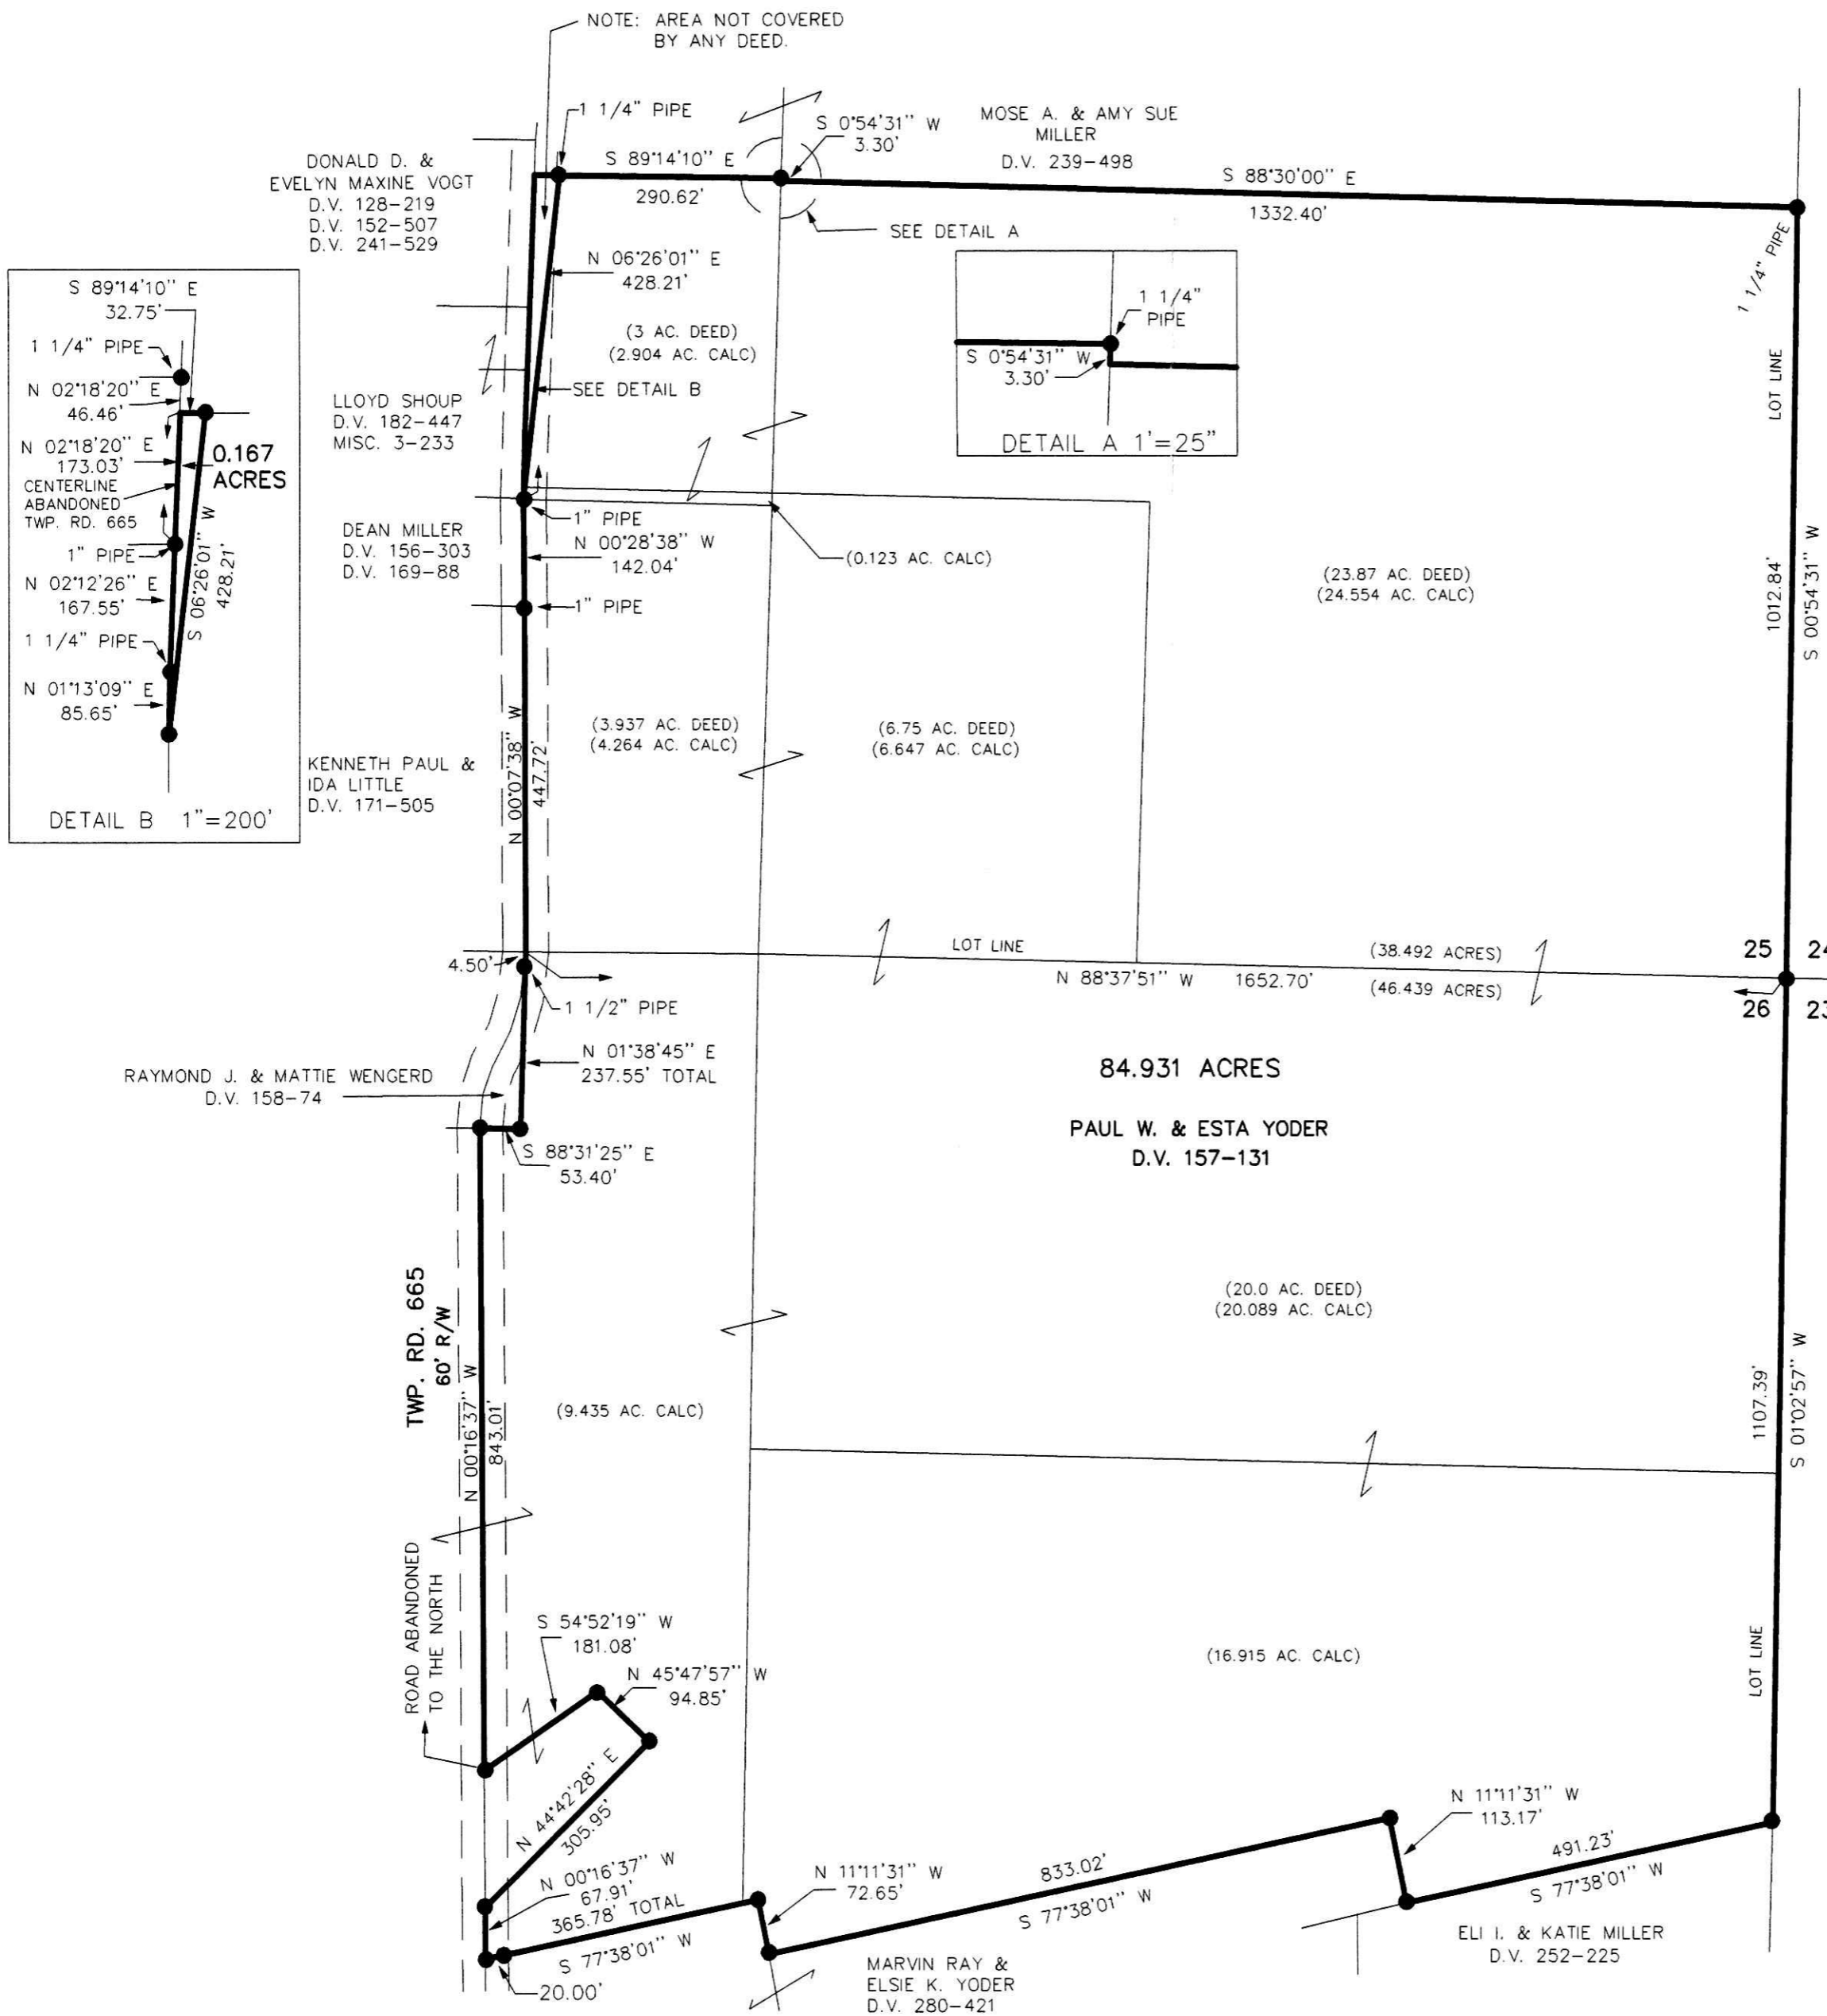 NOTE: AREA NOT COVERED
BY ANY DEED.
1 1/4" PIPE
S 0°54'31" W
3.30'
MOSE A. & AMY SUE
MILLER
D.V. 239-498
DONALD D. &
EVELYN MAXINE VOGT
D.V. 128-219
D.V. 152-507
D.V. 241-529
S 89°14'10" E
290.62'
S 88°30'00" E
1332.40'
SEE DETAIL A
1 1/4" PIPE
N 06°26'01" E
428.21'
(3 AC. DEED)
(2.904 AC. CALC)
SEE DETAIL B
1 1/4"
PIPE
S 0°54'31" W
3.30'
DETAIL A 1'=25"
LOT LINE
S 89°14'10" E
32.75'
1 1/4" PIPE
N 02°18'20" E
46.46'
N 02°18'20" E
173.03'
0.167
ACRES
CENTERLINE
ABANDONED
TWP. RD. 665
1" PIPE
N 02°12'26" E
167.55'
S 06°26'01" W
428.21'
1 1/4" PIPE
N 01°13'09" E
85.65'
DETAIL B 1"=200'
LLOYD SHOUP
D.V. 182-447
MISC. 3-233
DEAN MILLER
D.V. 156-303
D.V. 169-88
1" PIPE
N 00°28'38" W
142.04'
1" PIPE
(0.123 AC. CALC)
(23.87 AC. DEED)
(24.554 AC. CALC)
1012.84'
S 00°54'31" W
KENNETH PAUL &
IDA LITTLE
D.V. 171-505
N 00°07'38" W
447.72'
(3.937 AC. DEED)
(4.264 AC. CALC)
(6.75 AC. DEED)
(6.647 AC. CALC)
4.50'
LOT LINE
(38.492 ACRES)
25 24
N 88°37'51" W 1652.70'
(46.439 ACRES)
26 23
1 1/2" PIPE
N 01°38'45" E
237.55' TOTAL
RAYMOND J. & MATTIE WENGERD
D.V. 158-74
S 88°31'25" E
53.40'
84.931 ACRES
PAUL W. & ESTA YODER
D.V. 157-131
TWP. RD. 665
60' R/W
N 00°16'37" W
843.01'
(9.435 AC. CALC)
(20.0 AC. DEED)
(20.089 AC. CALC)
1107.39'
S 01°02'57" W
LOT LINE
ROAD ABANDONED
TO THE NORTH
S 54°52'19" W
181.08'
N 45°47'57" W
94.85'
(16.915 AC. CALC)
N 44°42'28" E
305.95'
N 00°16'37" W
67.91'
365.78' TOTAL
S 77°38'01" W
20.00'
N 11°11'31" W
72.65'
833.02'
S 77°38'01" W
N 11°11'31" W
113.17'
491.23'
S 77°38'01" W
MARVIN RAY &
ELSIE K. YODER
D.V. 280-421
ELI I. & KATIE MILLER
D.V. 252-225